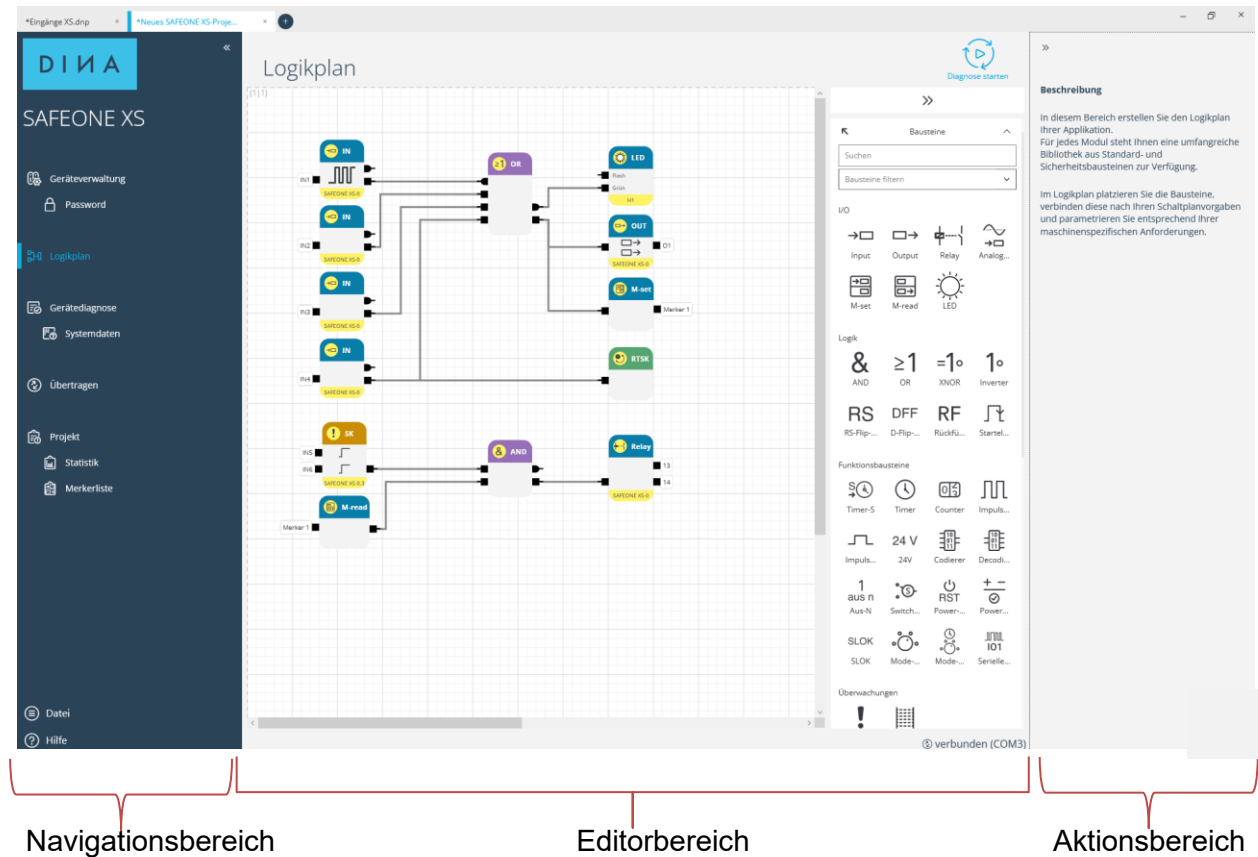 *Eingänge XS.dnp
*Neues SAFEONE XS-Proje...
DINA
SAFEONE XS
Geräteverwaltung
Password
Logikplan
Gerätediagnose
Systemdaten
Übertragen
Projekt
Statistik
Merkerliste
Datei
Hilfe
Logikplan
Diagnose starten
(1|1)
IN
IN1
SAFEONE XS-0
IN
IN2
SAFEONE XS-0
IN
IN3
SAFEONE XS-0
IN
IN4
SAFEONE XS-0
≥1 OR
LED
Flash
Grün
H1
OUT
O1
SAFEONE XS-0
M-set
Merker 1
RTSK
! SK
IN5
IN6
SAFEONE XS-0.3
& AND
Relay
13
14
SAFEONE XS-0
M-read
Merker 1
Bausteine
Suchen
Bausteine filtern
I/O
Input Output Relay Analog...
M-set M-read LED
Logik
& ≥1 =1 1
AND OR XNOR Inverter
RS DFF RF
RS-Flip-... D-Flip-... Rückfü... Startel...
Funktionsbausteine
S
Timer-S Timer Counter Impuls...
24 V
Impuls... 24V Codierer Decodi...
1 aus n S RST + -
Aus-N Switch... Power-... Power...
SLOK IO1
SLOK Mode-... Mode-... Serielle...
Überwachungen
!
verbunden (COM3)
Beschreibung
In diesem Bereich erstellen Sie den Logikplan
Ihrer Applikation.
Für jedes Modul steht Ihnen eine umfangreiche
Bibliothek aus Standard- und
Sicherheitsbausteinen zur Verfügung.
Im Logikplan platzieren Sie die Bausteine,
verbinden diese nach Ihren Schaltplanvorgaben
und parametrieren Sie entsprechend Ihrer
maschinenspezifischen Anforderungen.
Navigationsbereich
Editorbereich
Aktionsbereich